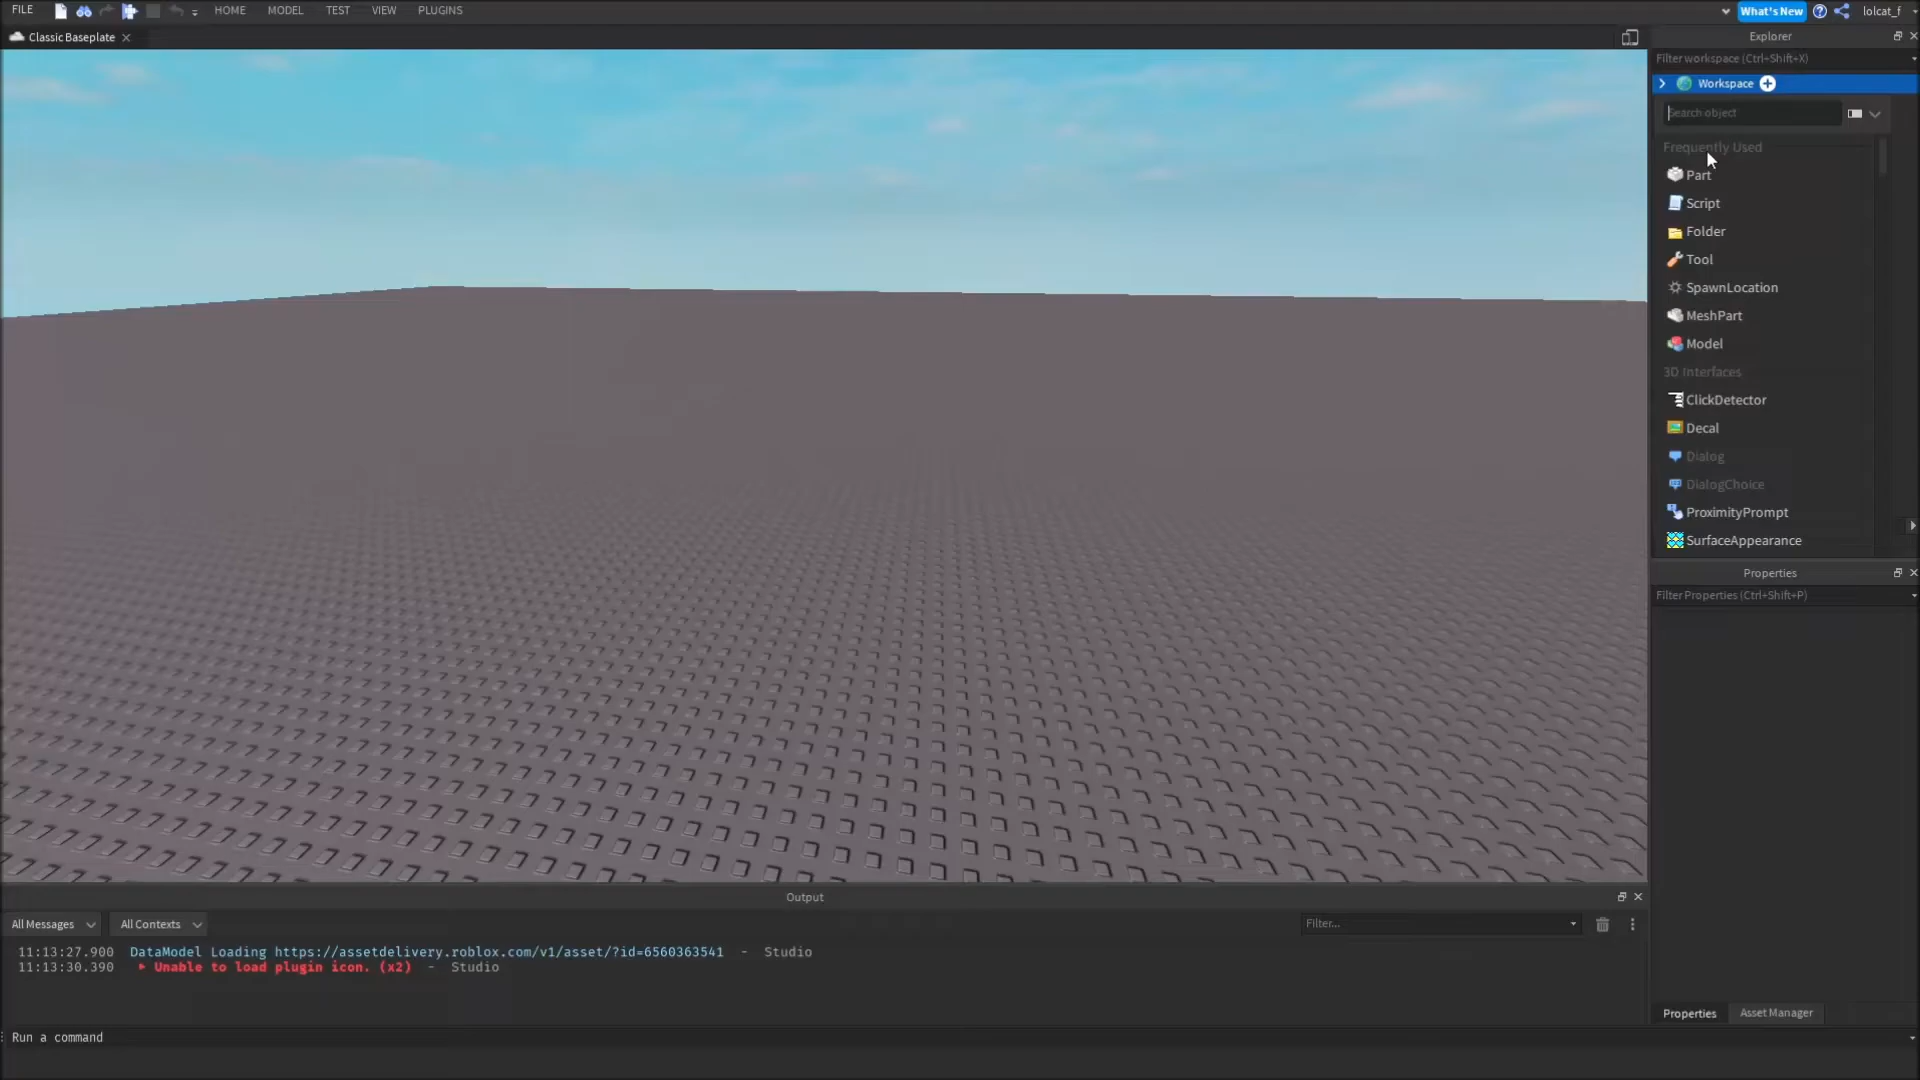 FILE
HOME
MODEL
TEST
VIEW
PLUGINS
What's New
lolcat_f
Classic Baseplate
Explorer
Filter workspace (Ctrl+Shift+X)
Workspace
Search object
Frequently Used
Part
Script
Folder
Tool
SpawnLocation
MeshPart
Model
3D Interfaces
ClickDetector
Decal
Dialog
DialogChoice
ProximityPrompt
SurfaceAppearance
Properties
Filter Properties (Ctrl+Shift+P)
Output
All Messages
All Contexts
Filter...
11:13:27.900 DataModel Loading https://assetdelivery.roblox.com/v1/asset/?id=6560363541 - Studio
11:13:30.390 Unable to load plugin icon. (x2) - Studio
Properties
Asset Manager
Run a command